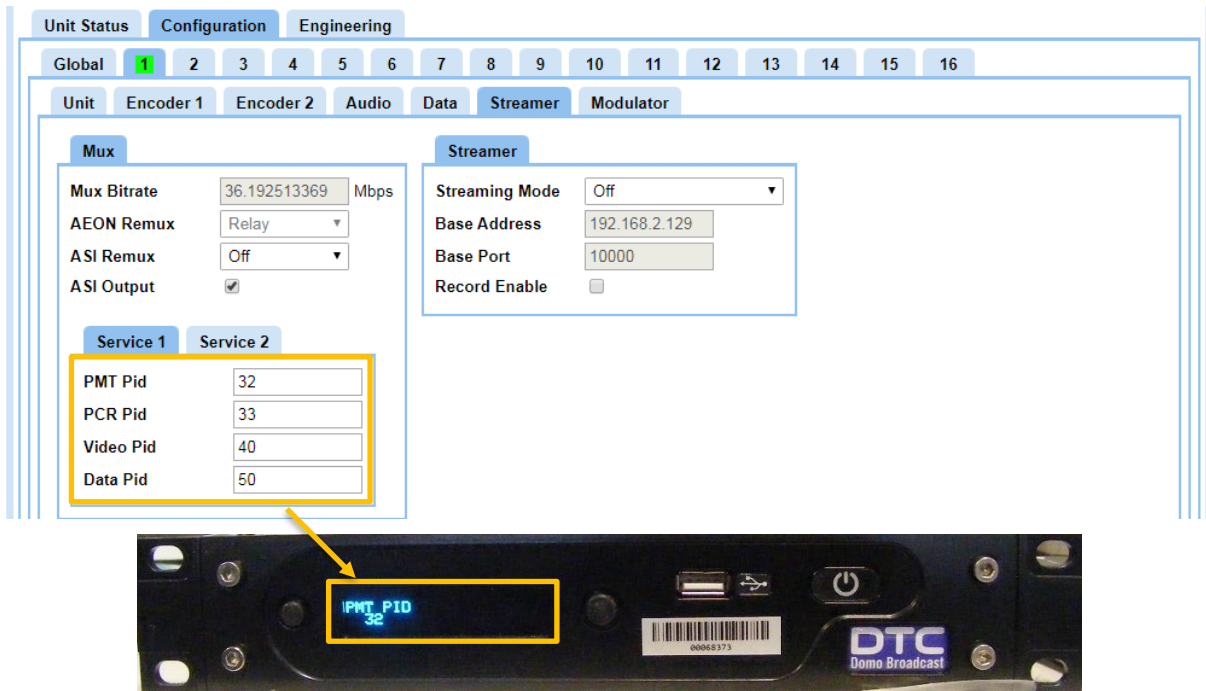 Unit Status Configuration Engineering
Global 1 2 3 4 5 6 7 8 9 10 11 12 13 14 15 16
Unit Encoder 1 Encoder 2 Audio Data Streamer Modulator
Mux
Mux Bitrate 36.192513369 Mbps
AEON Remux Relay
ASI Remux Off
ASI Output
Service 1 Service 2
PMT Pid 32
PCR Pid 33
Video Pid 40
Data Pid 50
Streamer
Streaming Mode Off
Base Address 192.168.2.129
Base Port 10000
Record Enable
PMT PID
32
00068373
DTC
Domo Broadcast